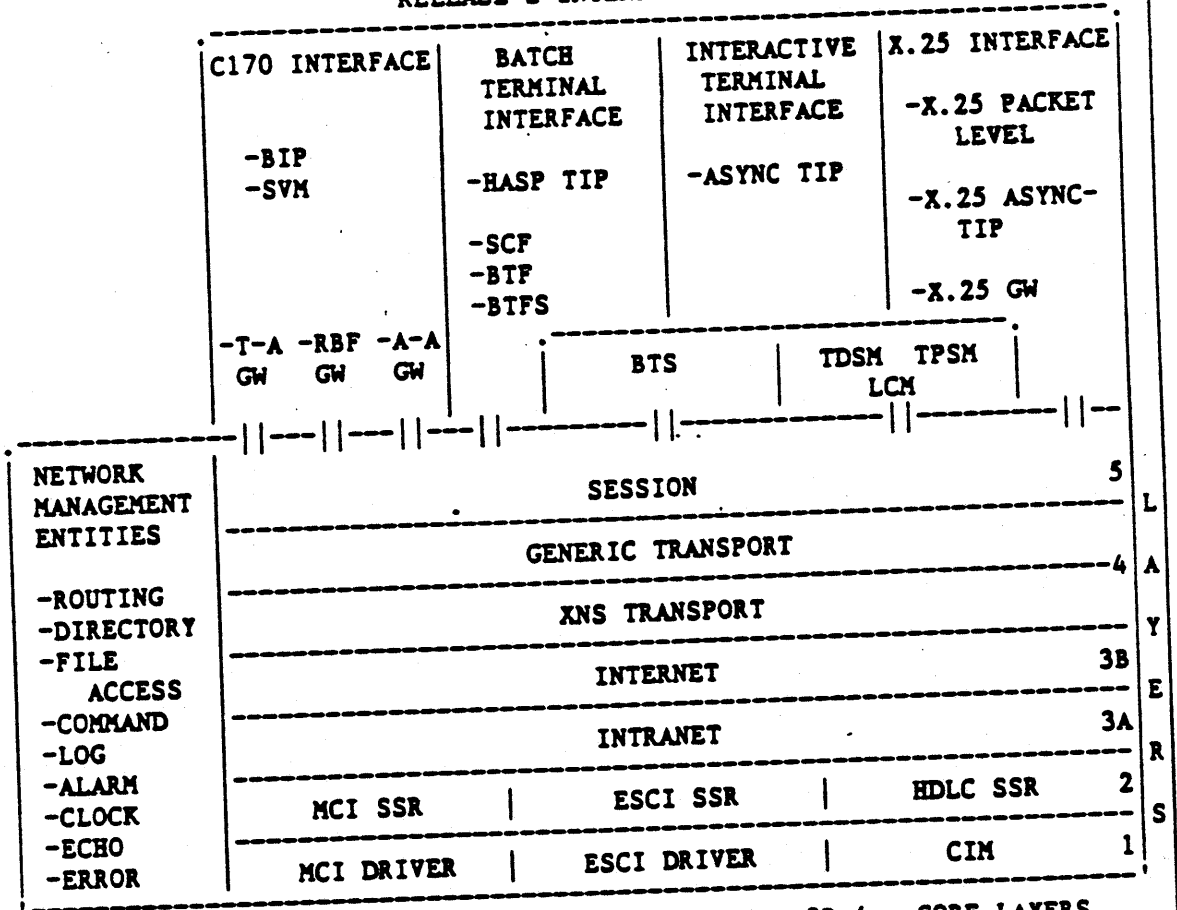 C170 INTERFACE
-BIP
-SVM
-T-A -RBF -A-A
GW GW GW
BATCH
TERMINAL
INTERFACE
-HASP TIP
-SCF
-BTF
-BTFS
INTERACTIVE
TERMINAL
INTERFACE
-ASYNC TIP
X.25 INTERFACE
-X.25 PACKET
LEVEL
-X.25 ASYNC-
TIP
-X.25 GW
BTS
TDSM TPSM
LCM
NETWORK
MANAGEMENT
ENTITIES
-ROUTING
-DIRECTORY
-FILE
ACCESS
-COMMAND
-LOG
-ALARM
-CLOCK
-ECHO
-ERROR
SESSION 5
GENERIC TRANSPORT
4
XNS TRANSPORT
INTERNET 3B
INTRANET 3A
MCI SSR | ESCI SSR | HDLC SSR 2
MCI DRIVER | ESCI DRIVER | CIM 1
L
A
Y
E
R
S
CORE LAYERS